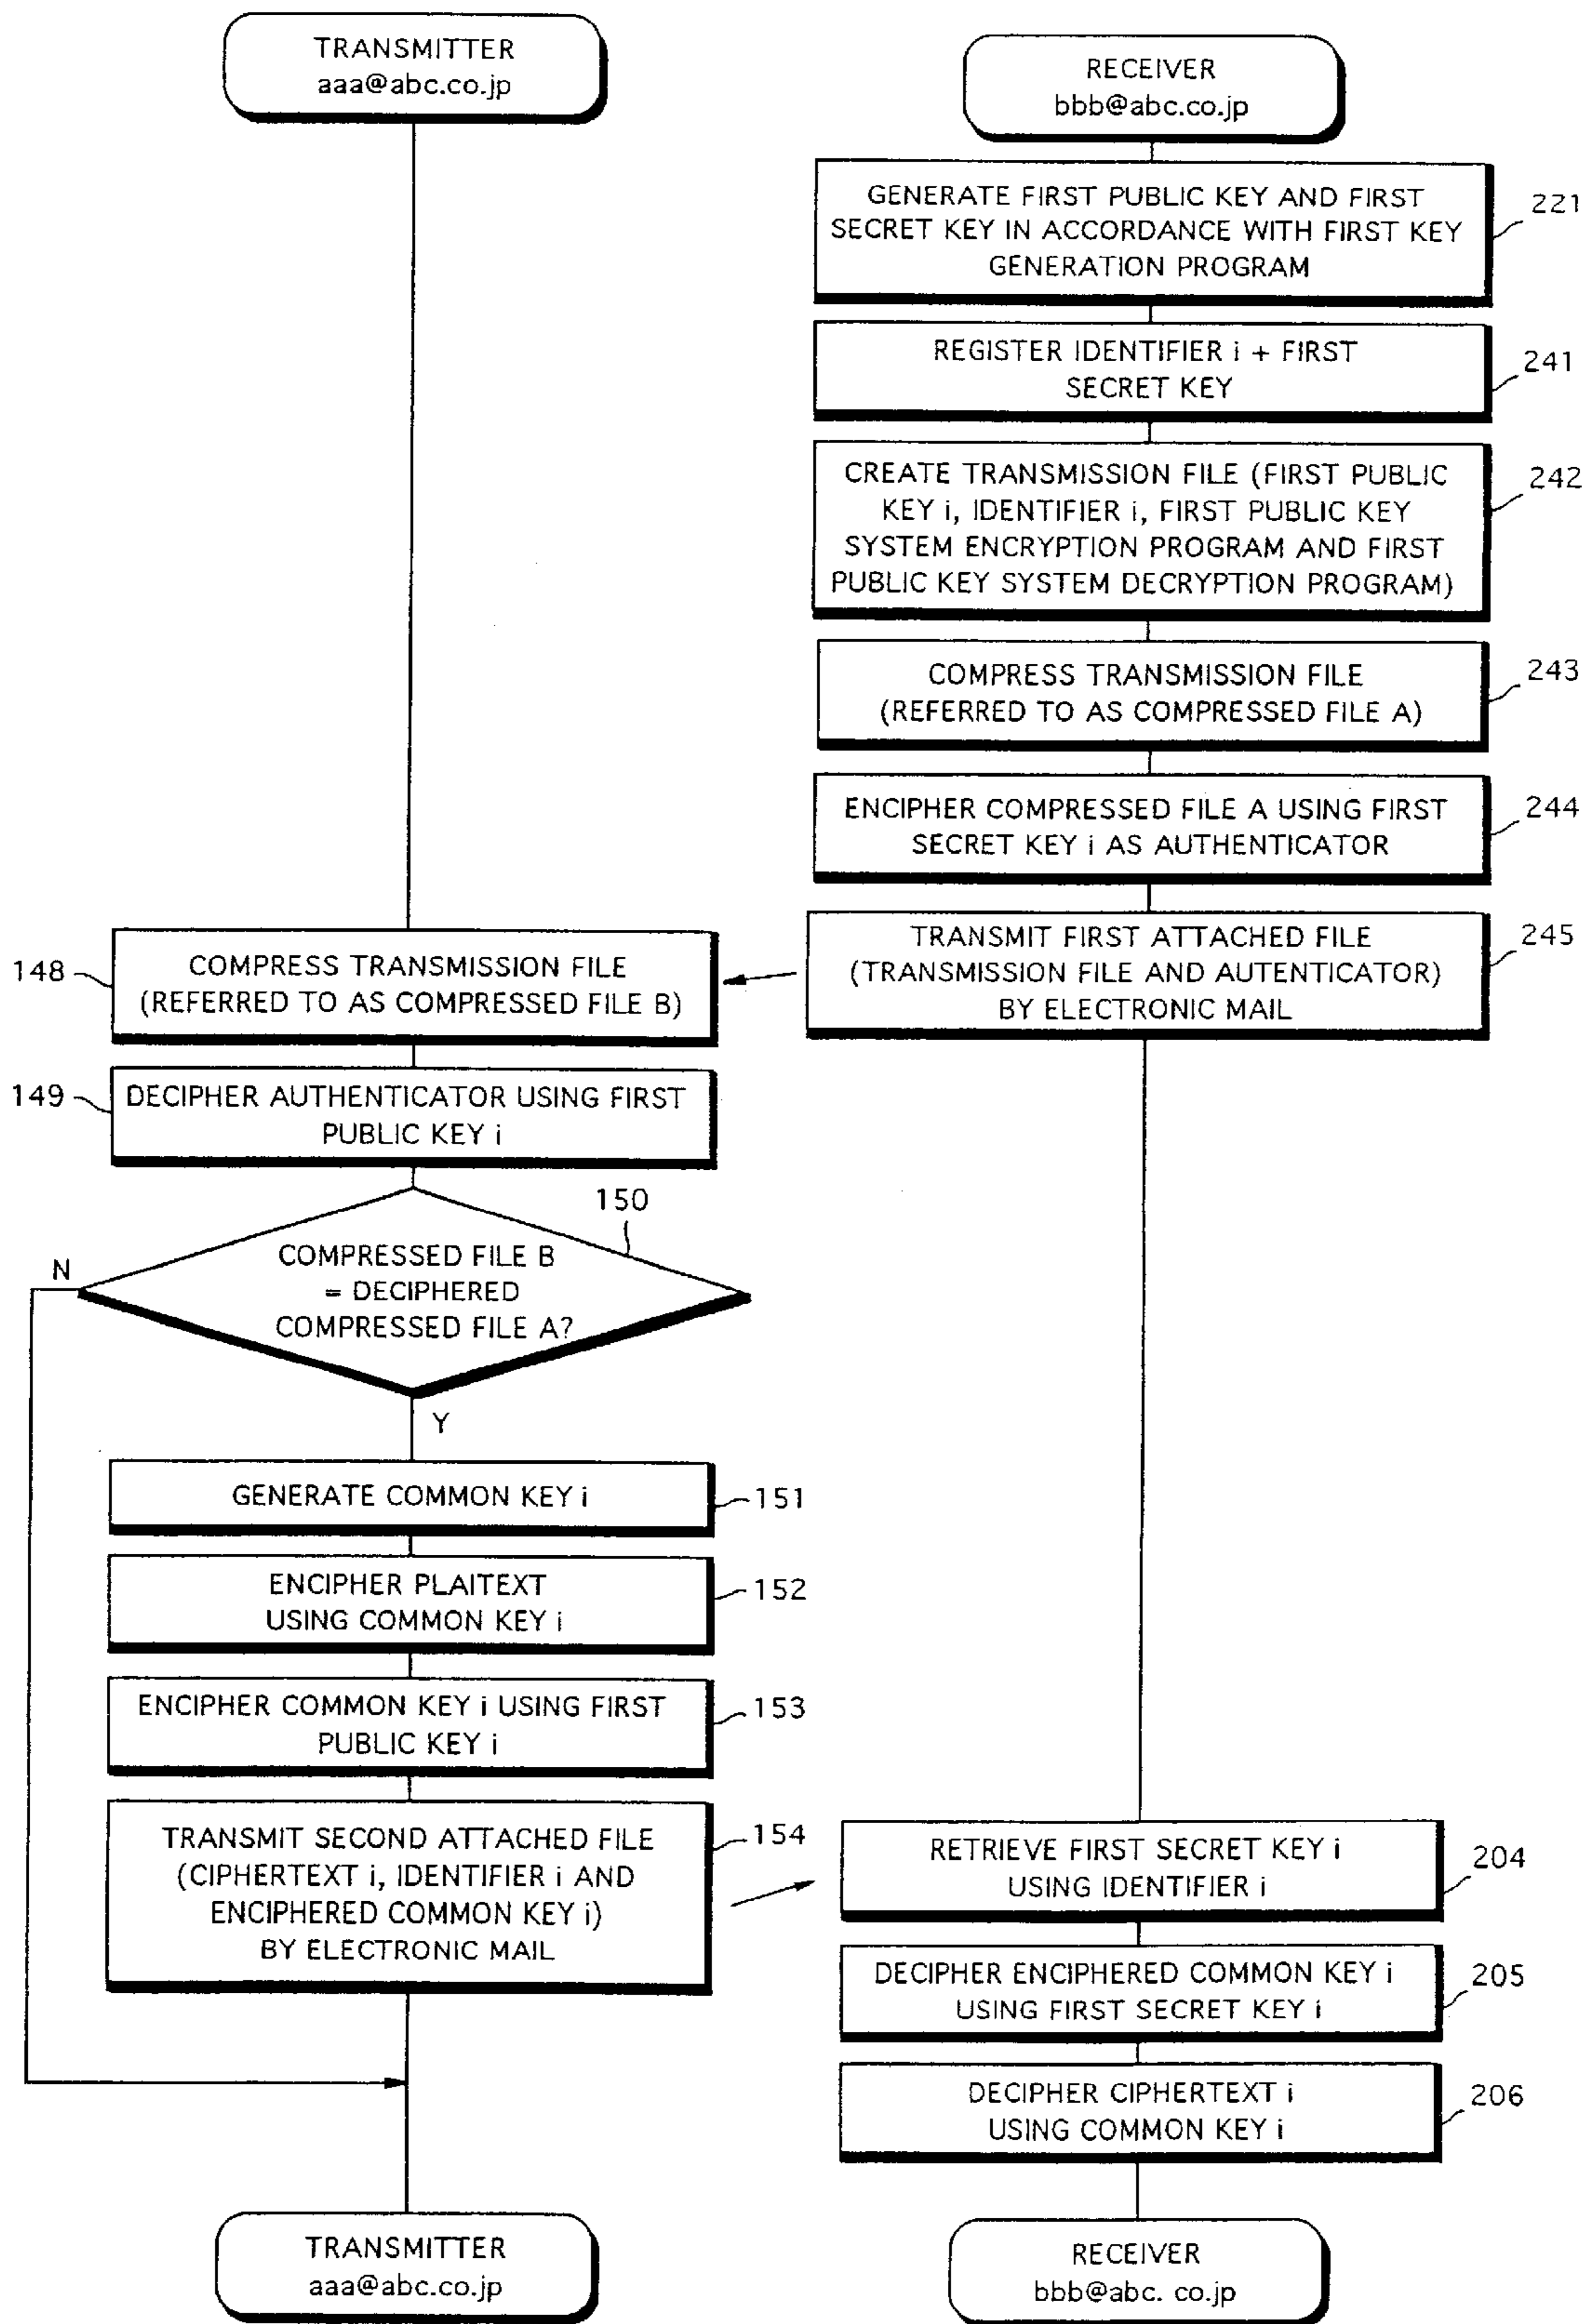 TRANSMITTER
aaa@abc.co.jp
RECEIVER
bbb@abc.co.jp
GENERATE FIRST PUBLIC KEY AND FIRST
SECRET KEY IN ACCORDANCE WITH FIRST KEY
GENERATION PROGRAM
221
REGISTER IDENTIFIER i + FIRST
SECRET KEY
241
CREATE TRANSMISSION FILE (FIRST PUBLIC
KEY i, IDENTIFIER i, FIRST PUBLIC KEY
SYSTEM ENCRYPTION PROGRAM AND FIRST
PUBLIC KEY SYSTEM DECRYPTION PROGRAM)
242
COMPRESS TRANSMISSION FILE
(REFERRED TO AS COMPRESSED FILE A)
243
ENCIPHER COMPRESSED FILE A USING FIRST
SECRET KEY i AS AUTHENTICATOR
244
TRANSMIT FIRST ATTACHED FILE
(TRANSMISSION FILE AND AUTENTICATOR)
BY ELECTRONIC MAIL
245
148
COMPRESS TRANSMISSION FILE
(REFERRED TO AS COMPRESSED FILE B)
149
DECIPHER AUTHENTICATOR USING FIRST
PUBLIC KEY i
150
COMPRESSED FILE B
= DECIPHERED
COMPRESSED FILE A?
N
Y
GENERATE COMMON KEY i
151
ENCIPHER PLAITEXT
USING COMMON KEY i
152
ENCIPHER COMMON KEY i USING FIRST
PUBLIC KEY i
153
TRANSMIT SECOND ATTACHED FILE
(CIPHERTEXT i, IDENTIFIER i AND
ENCIPHERED COMMON KEY i)
BY ELECTRONIC MAIL
154
RETRIEVE FIRST SECRET KEY i
USING IDENTIFIER i
204
DECIPHER ENCIPHERED COMMON KEY i
USING FIRST SECRET KEY i
205
DECIPHER CIPHERTEXT i
USING COMMON KEY i
206
TRANSMITTER
aaa@abc.co.jp
RECEIVER
bbb@abc. co.jp